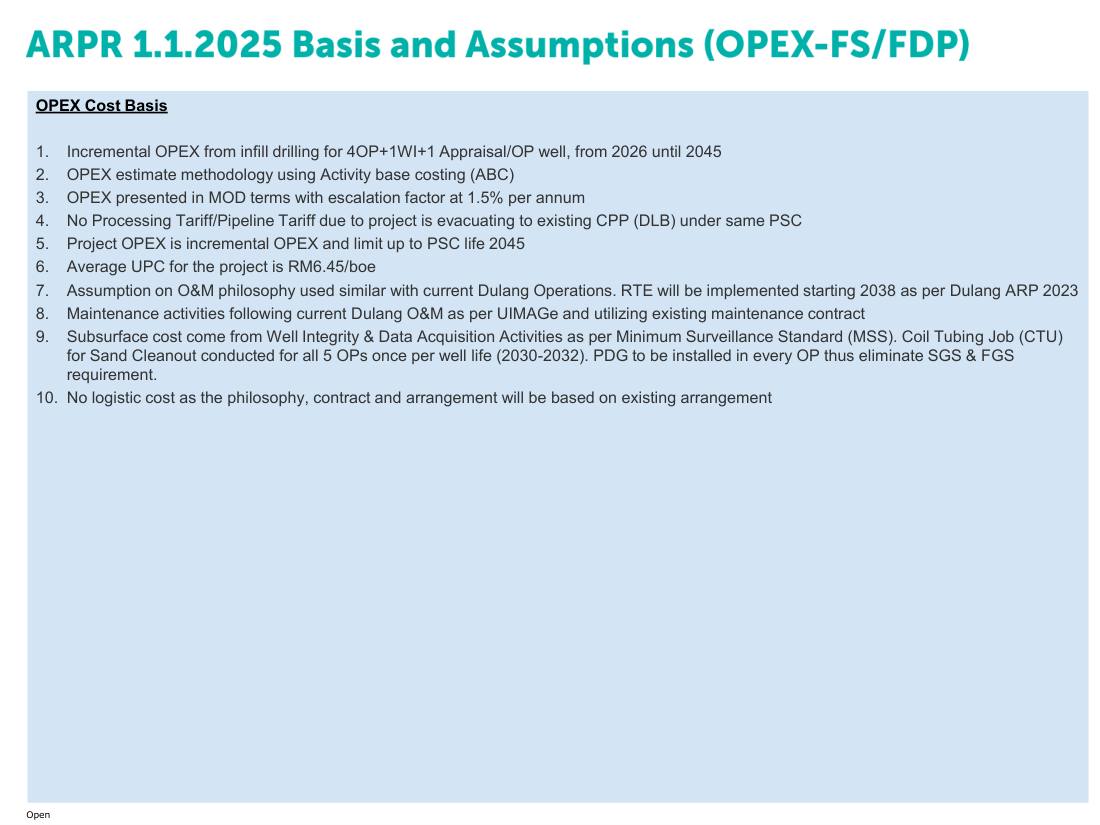 ARPR 1.1.2025 Basis and Assumptions (OPEX-FS/FDP)
OPEX Cost Basis
1. Incremental OPEX from infill drilling for 4OP+1WI+1 Appraisal/OP well, from 2026 until 2045
2. OPEX estimate methodology using Activity base costing (ABC)
3. OPEX presented in MOD terms with escalation factor at 1.5% per annum
4. No Processing Tariff/Pipeline Tariff due to project is evacuating to existing CPP (DLB) under same PSC
5. Project OPEX is incremental OPEX and limit up to PSC life 2045
6. Average UPC for the project is RM6.45/boe
7. Assumption on O&M philosophy used similar with current Dulang Operations. RTE will be implemented starting 2038 as per Dulang ARP 2023
8. Maintenance activities following current Dulang O&M as per UIMAGe and utilizing existing maintenance contract
9. Subsurface cost come from Well Integrity & Data Acquisition Activities as per Minimum Surveillance Standard (MSS). Coil Tubing Job (CTU)
for Sand Cleanout conducted for all 5 OPs once per well life (2030-2032). PDG to be installed in every OP thus eliminate SGS & FGS
requirement.
10. No logistic cost as the philosophy, contract and arrangement will be based on existing arrangement
Open